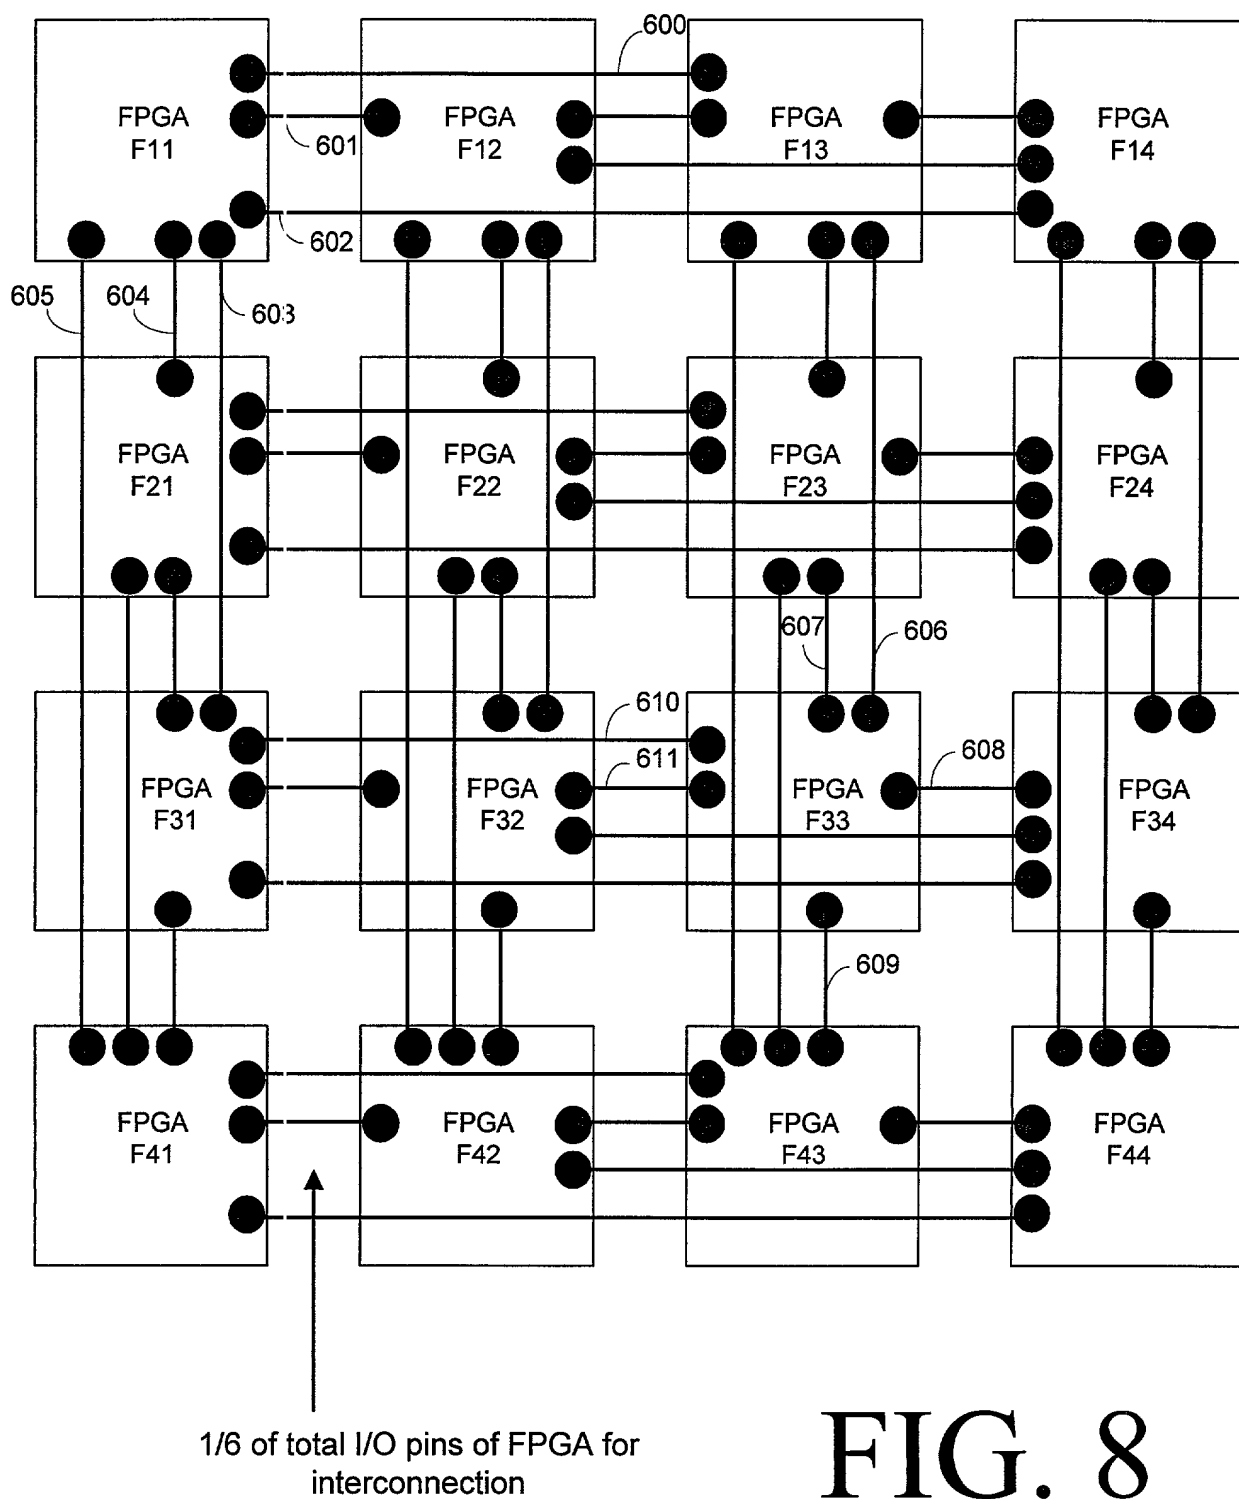 600
FPGA
F11
FPGA
F12
FPGA
F13
FPGA
F14
601
602
605
604
603
FPGA
F21
FPGA
F22
FPGA
F23
FPGA
F24
607
606
610
611
608
FPGA
F31
FPGA
F32
FPGA
F33
FPGA
F34
609
FPGA
F41
FPGA
F42
FPGA
F43
FPGA
F44
1/6 of total I/O pins of FPGA for
interconnection
FIG. 8